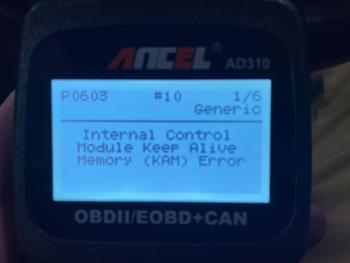 ANCEL® AD310
P0603 #10 1/6
Generic
Internal Control
Module Keep Alive
Memory (KAM) Error
OBDII/EOBD+CAN